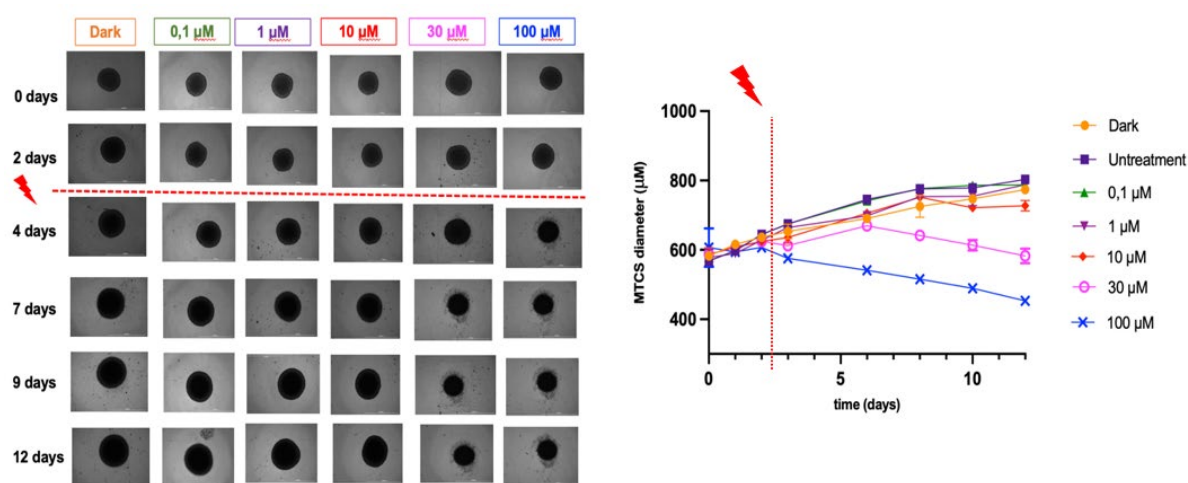 Dark 0,1 µM 1 µM 10 µM 30 µM 100 µM
0 days
2 days
4 days
7 days
9 days
12 days
1000
800
600
400
MTCS diameter (µM)
0 5 10
time (days)
Dark
Untreatment
0,1 µM
1 µM
10 µM
30 µM
100 µM